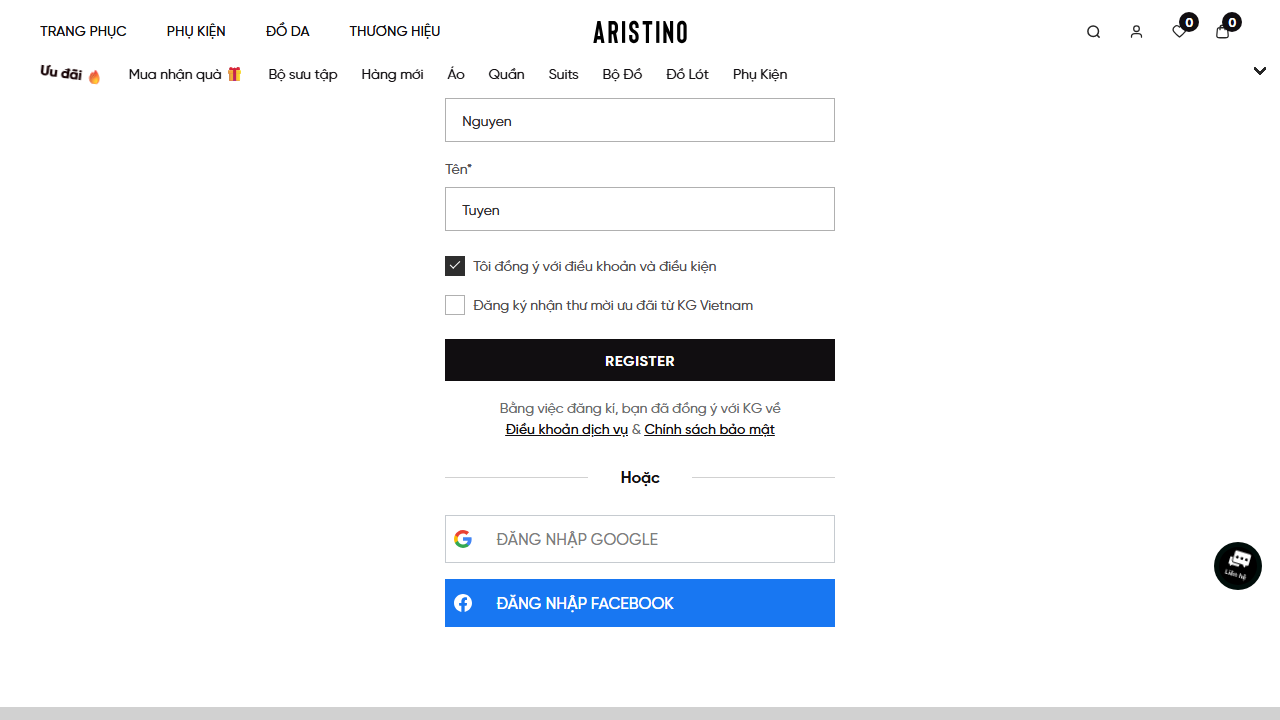 TRANG PHỤC PHỤ KIỆN ĐỒ DA THƯƠNG HIỆU ARISTINO 0 0
Ưu đãi Mua nhận quà Bộ sưu tập Hàng mới Áo Quần Suits Bộ Đồ Đồ Lót Phụ Kiện
Nguyen
Tên*
Tuyen
Tôi đồng ý với điều khoản và điều kiện
Đăng ký nhận thư mời ưu đãi từ KG Vietnam
REGISTER
Bằng việc đăng kí, bạn đã đồng ý với KG về
Điều khoản dịch vụ & Chính sách bảo mật
Hoặc
ĐĂNG NHẬP GOOGLE
Liên hệ
ĐĂNG NHẬP FACEBOOK